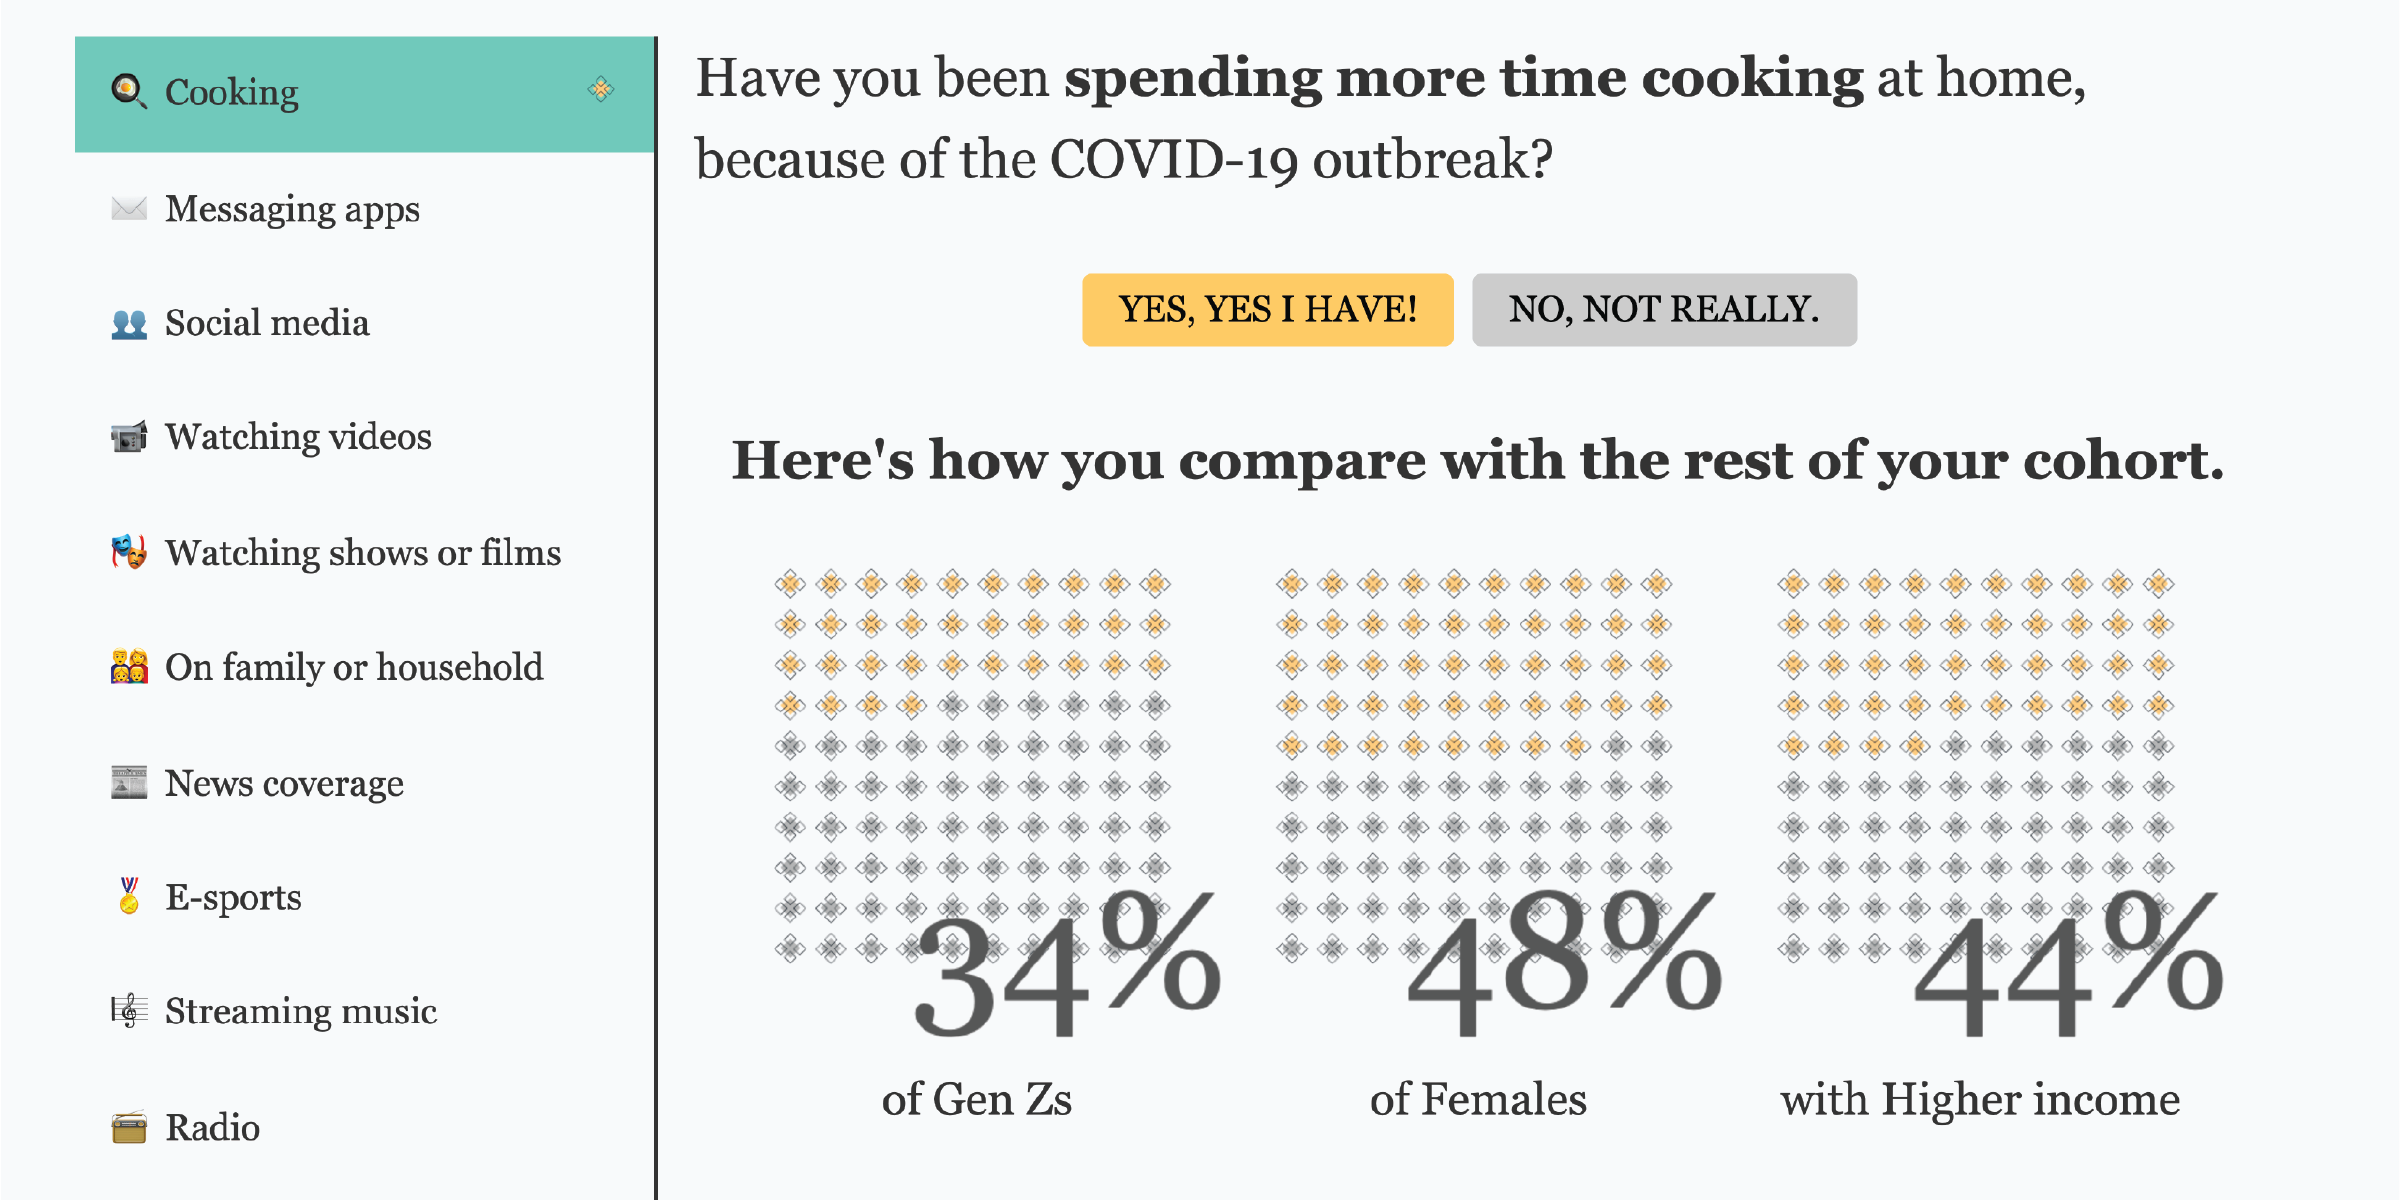 Cooking
Messaging apps
Social media
Watching videos
Watching shows or films
On family or household
News coverage
E-sports
Streaming music
Radio
Have you been spending more time cooking at home,
because of the COVID-19 outbreak?
YES, YES I HAVE!
NO, NOT REALLY.
Here's how you compare with the rest of your cohort.
34%
of Gen Zs
48%
of Females
44%
with Higher income